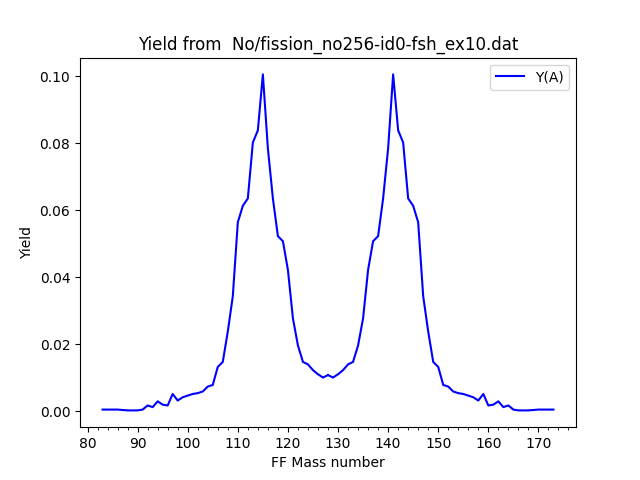 Yield from  No/fission_no256-id0-fsh_ex10.dat
Y(A)
0.10
0.08
0.06
0.04
0.02
0.00
Yield
80 90 100 110 120 130 140 150 160 170
FF Mass number